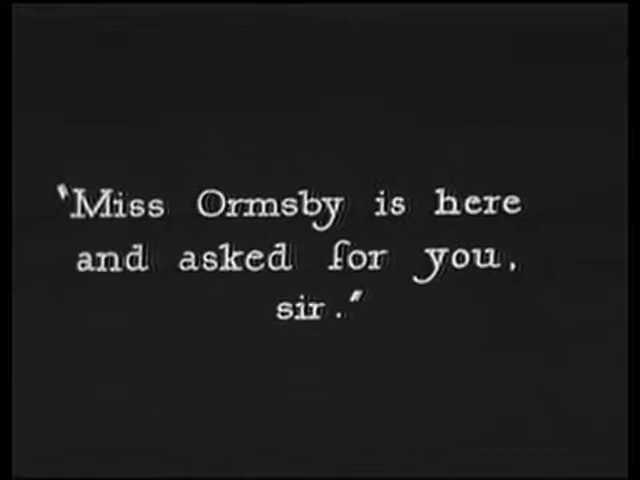 "Miss Ormsby is here
and asked for you,
sir."